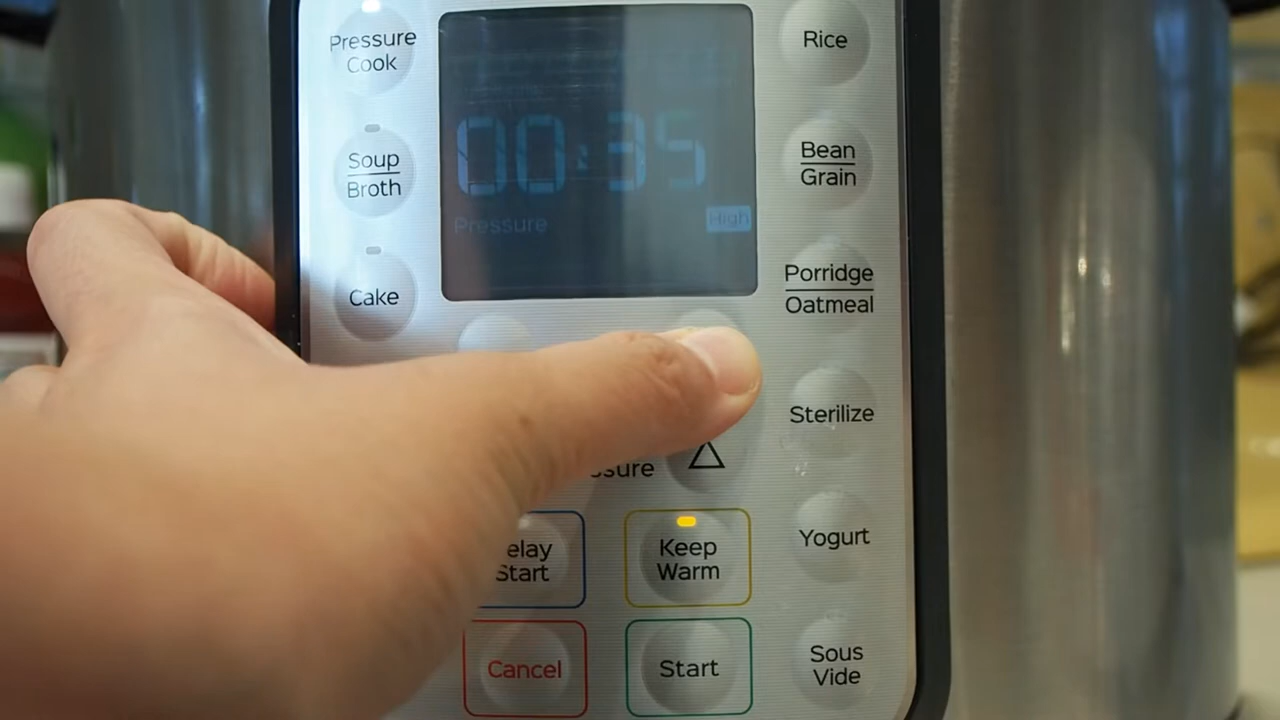 Pressure
Cook
Soup
Broth
Cake
00:35
Pressure
High
Rice
Bean
Grain
Porridge
Oatmeal
Sterilize
Yogurt
Sous
Vide
ssure
elay
Start
Keep
Warm
Cancel
Start